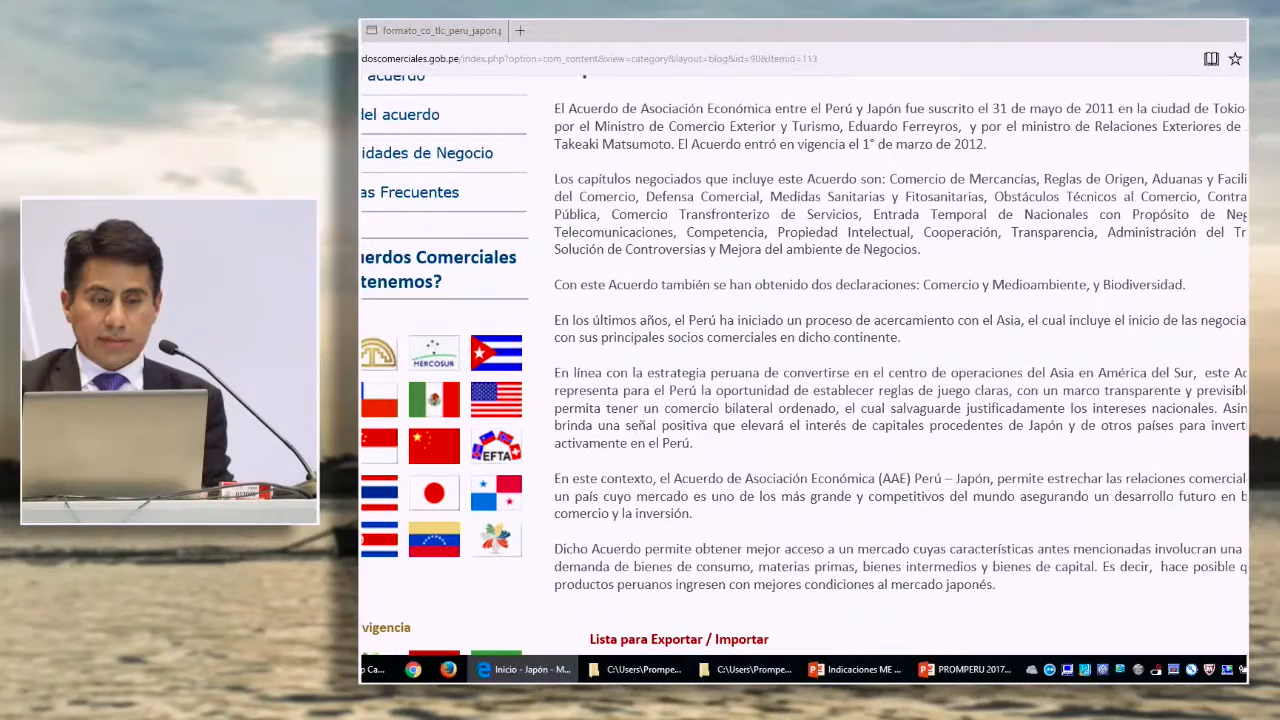 formato_co_tlc_peru_japon.p
doscomerciales.gob.pe/index.php?option=com_content&view=category&layout=blog&id=90&Itemid=113
acuerdo
del acuerdo
idades de Negocio
as Frecuentes
uerdos Comerciales
tenemos?
MERCOSUR
EFTA
vigencia
El Acuerdo de Asociación Económica entre el Perú y Japón fue suscrito el 31 de mayo de 2011 en la ciudad de Tokio
por el Ministro de Comercio Exterior y Turismo, Eduardo Ferreyros, y por el ministro de Relaciones Exteriores de
Takeaki Matsumoto. El Acuerdo entró en vigencia el 1° de marzo de 2012.
Los capítulos negociados que incluye este Acuerdo son: Comercio de Mercancías, Reglas de Origen, Aduanas y Facili
del Comercio, Defensa Comercial, Medidas Sanitarias y Fitosanitarias, Obstáculos Técnicos al Comercio, Contra
Pública, Comercio Transfronterizo de Servicios, Entrada Temporal de Nacionales con Propósito de Neg
Telecomunicaciones, Competencia, Propiedad Intelectual, Cooperación, Transparencia, Administración del Tr
Solución de Controversias y Mejora del ambiente de Negocios.
Con este Acuerdo también se han obtenido dos declaraciones: Comercio y Medioambiente, y Biodiversidad.
En los últimos años, el Perú ha iniciado un proceso de acercamiento con el Asia, el cual incluye el inicio de las negocia
con sus principales socios comerciales en dicho continente.
En línea con la estrategia peruana de convertirse en el centro de operaciones del Asia en América del Sur, este Ac
representa para el Perú la oportunidad de establecer reglas de juego claras, con un marco transparente y previsibl
permita tener un comercio bilateral ordenado, el cual salvaguarde justificadamente los intereses nacionales. Asin
brinda una señal positiva que elevará el interés de capitales procedentes de Japón y de otros países para inverti
activamente en el Perú.
En este contexto, el Acuerdo de Asociación Económica (AAE) Perú – Japón, permite estrechar las relaciones comercial
un país cuyo mercado es uno de los más grande y competitivos del mundo asegurando un desarrollo futuro en b
comercio y la inversión.
Dicho Acuerdo permite obtener mejor acceso a un mercado cuyas características antes mencionadas involucran una
demanda de bienes de consumo, materias primas, bienes intermedios y bienes de capital. Es decir, hace posible q
productos peruanos ingresen con mejores condiciones al mercado japonés.
Lista para Exportar / Importar
o Ca... Inicio - Japón - M... C:\Users\Prompe... C:\Users\Prompe... Indicaciones ME ... PROMPERU 2017...